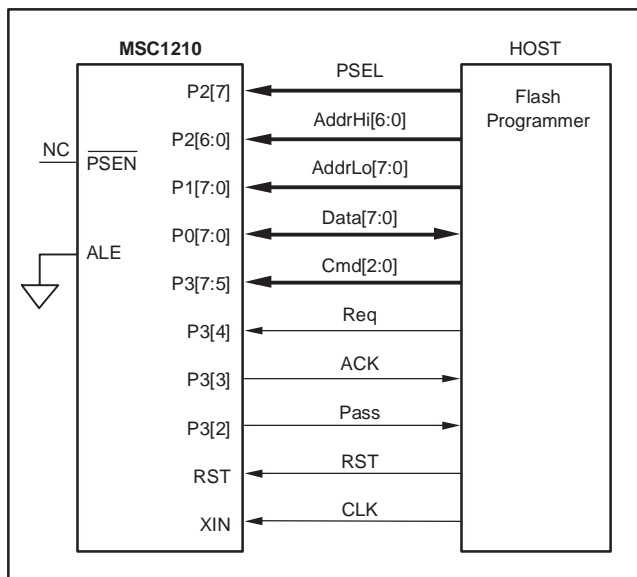 MSC1210
HOST
P2[7]
PSEL
Flash
Programmer
P2[6:0]
AddrHi[6:0]
NC
PSEN
P1[7:0]
AddrLo[7:0]
P0[7:0]
Data[7:0]
ALE
P3[7:5]
Cmd[2:0]
P3[4]
Req
P3[3]
ACK
P3[2]
Pass
RST
RST
XIN
CLK